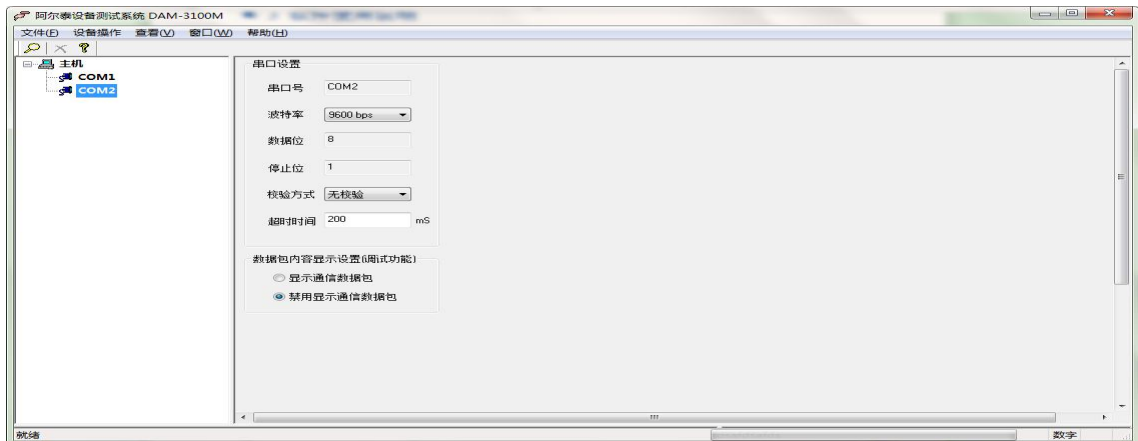 阿尔泰设备测试系统 DAM-3100M
文件(F) 设备操作 查看(V) 窗口(W) 帮助(H)
主机
COM1
COM2
串口设置
串口号 COM2
波特率 9600 bps
数据位 8
停止位 1
校验方式 无校验
超时时间 200 mS
数据包内容显示设置(调试功能)
显示通信数据包
禁用显示通信数据包
就绪
数字